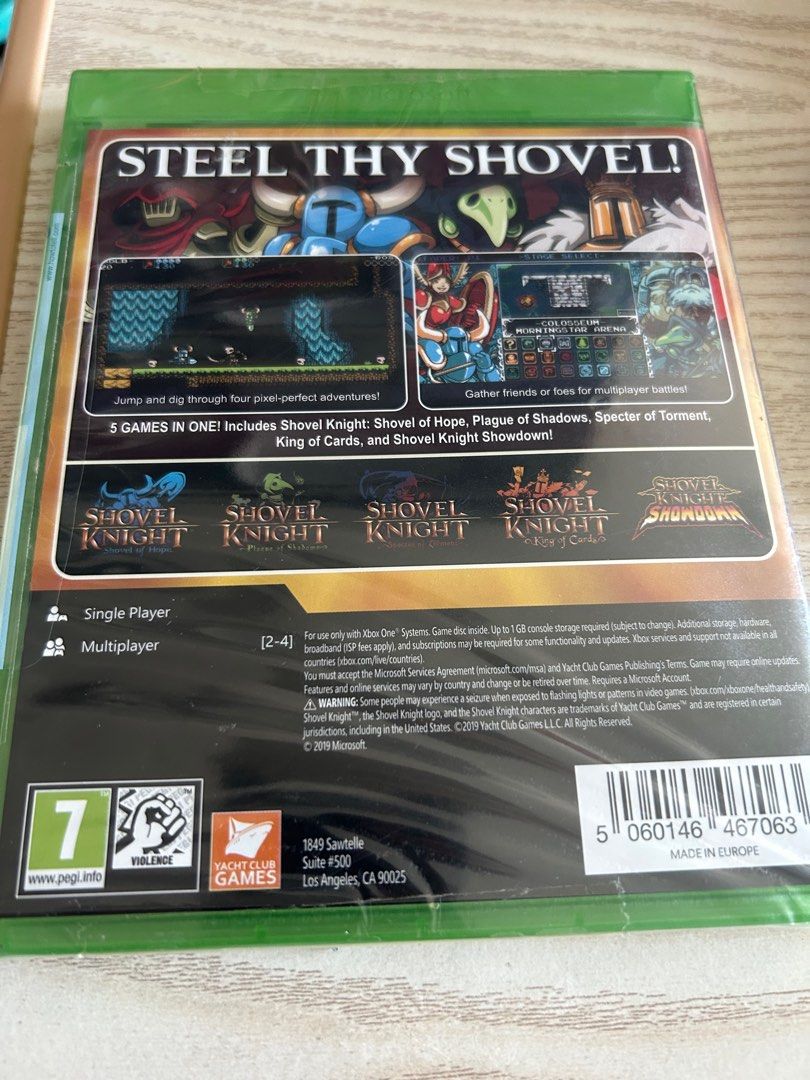 STEEL THY SHOVEL!
STAGE SELECT
COLOSSEUM
MORNINGSTAR ARENA
Jump and dig through four pixel-perfect adventures!
Gather friends or foes for multiplayer battles!
5 GAMES IN ONE! Includes Shovel Knight: Shovel of Hope, Plague of Shadows, Specter of Torment,
King of Cards, and Shovel Knight Showdown!
SHOVEL KNIGHT Shovel of Hope
SHOVEL KNIGHT Plague of Shadows
SHOVEL KNIGHT Specter of Torment
SHOVEL KNIGHT King of Cards
SHOVEL KNIGHT SHOWDOWN
Single Player
Multiplayer [2-4]
For use only with Xbox One® Systems. Game disc inside. Up to 1 GB console storage required (subject to change). Additional storage, hardware,
broadband (ISP fees apply), and subscriptions may be required for some functionality and updates. Xbox services and support not available in all
countries (xbox.com/live/countries).
You must accept the Microsoft Services Agreement (microsoft.com/msa) and Yacht Club Games Publishing's Terms. Game may require online updates.
Features and online services may vary by country and change or be retired over time. Requires a Microsoft Account.
⚠ WARNING: Some people may experience a seizure when exposed to flashing lights or patterns in video games. (xbox.com/xboxone/healthandsafety)
Shovel Knight™, the Shovel Knight logo, and the Shovel Knight characters are trademarks of Yacht Club Games™ and are registered in certain
jurisdictions, including in the United States. ©2019 Yacht Club Games L.L.C. All Rights Reserved.
© 2019 Microsoft.
7
www.pegi.info
VIOLENCE
™
YACHT CLUB
GAMES
1849 Sawtelle
Suite #500
Los Angeles, CA 90025
5 060146 467063
MADE IN EUROPE